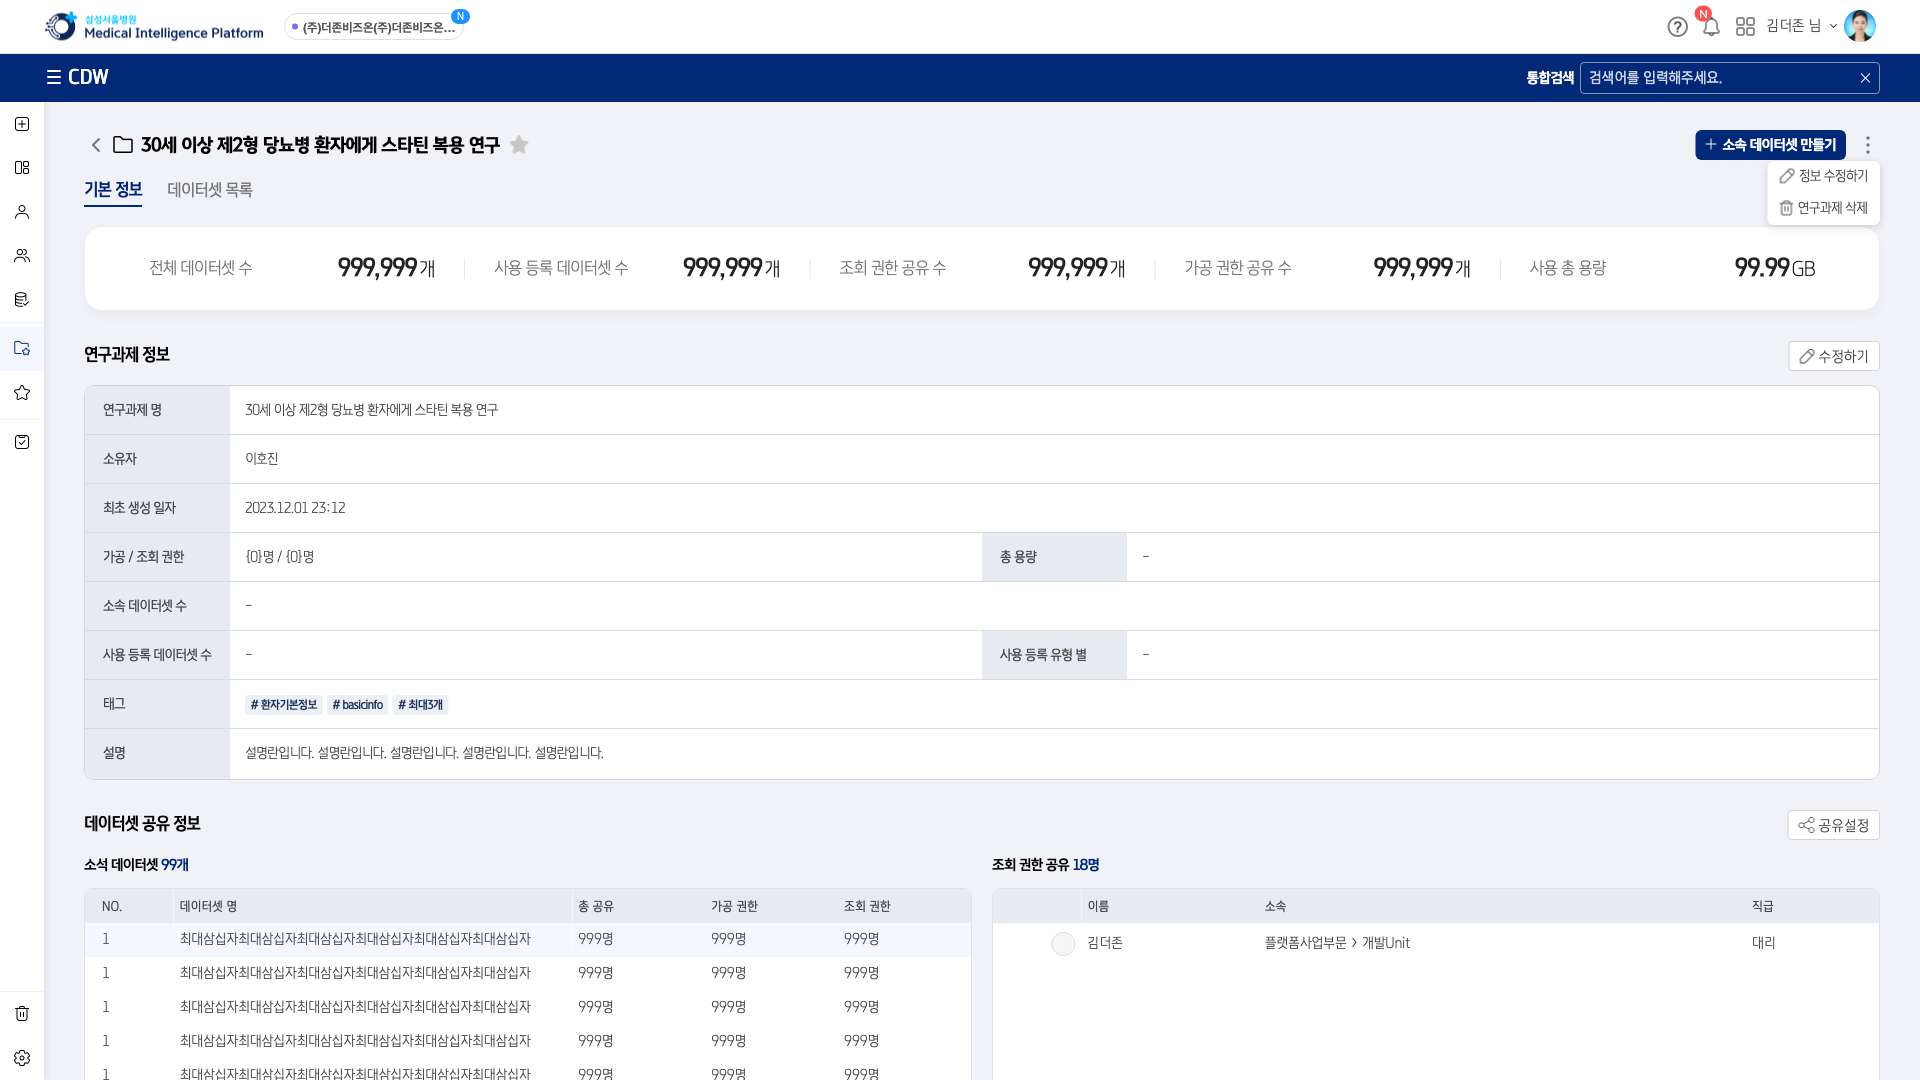 삼성서울병원
Medical Intelligence Platform
(주)더존비즈온(주)더존비즈온...
N
N
김더존 님
CDW
통합검색
검색어를 입력해주세요.
30세 이상 제2형 당뇨병 환자에게 스타틴 복용 연구
소속 데이터셋 만들기
정보 수정하기
연구과제 삭제
기본 정보
데이터셋 목록
전체 데이터셋 수 999,999개
사용 등록 데이터셋 수 999,999개
조회 권한 공유 수 999,999개
가공 권한 공유 수 999,999개
사용 총 용량 99.99GB
연구과제 정보
수정하기
연구과제 명 30세 이상 제2형 당뇨병 환자에게 스타틴 복용 연구
소유자 이호진
최초 생성 일자 2023.12.01 23:12
가공 / 조회 권한 {0}명 / {0}명 총 용량 -
소속 데이터셋 수 -
사용 등록 데이터셋 수 - 사용 등록 유형 별 -
태그 # 환자기본정보 # basicinfo # 최대3개
설명 설명란입니다. 설명란입니다. 설명란입니다. 설명란입니다. 설명란입니다.
데이터셋 공유 정보
공유설정
소석 데이터셋 99개
NO. 데이터셋 명 총 공유 가공 권한 조회 권한
1 최대삼십자최대삼십자최대삼십자최대삼십자최대삼십자최대삼십자 999명 999명 999명
1 최대삼십자최대삼십자최대삼십자최대삼십자최대삼십자최대삼십자 999명 999명 999명
1 최대삼십자최대삼십자최대삼십자최대삼십자최대삼십자최대삼십자 999명 999명 999명
1 최대삼십자최대삼십자최대삼십자최대삼십자최대삼십자최대삼십자 999명 999명 999명
1 최대삼십자최대삼십자최대삼십자최대삼십자최대삼십자최대삼십자 999명 999명 999명
조회 권한 공유 18명
이름 소속 직급
김더존 플랫폼사업부문 > 개발Unit 대리